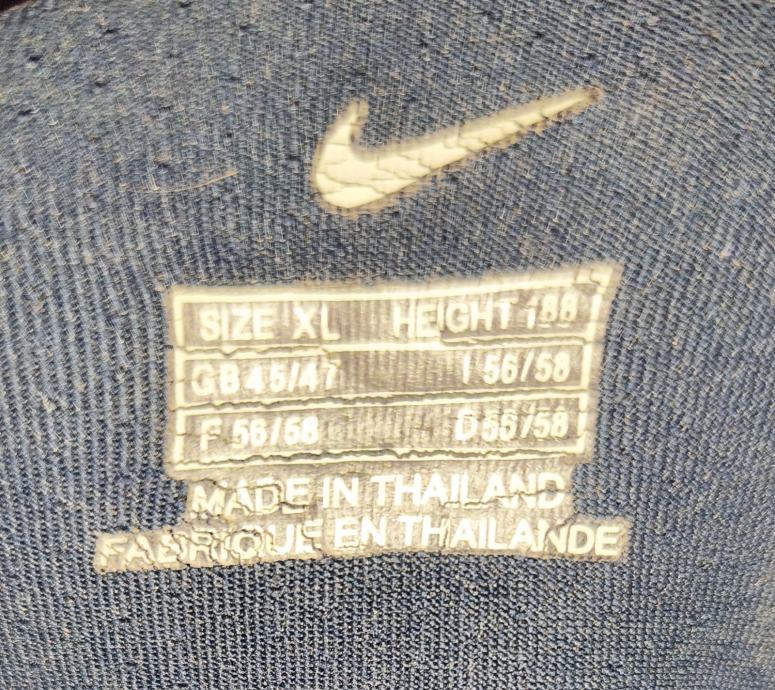 SIZE XL HEIGHT 188
GB 45/47 I 56/58
F 56/58 D 56/58
MADE IN THAILAND
FABRIQUE EN THAILANDE